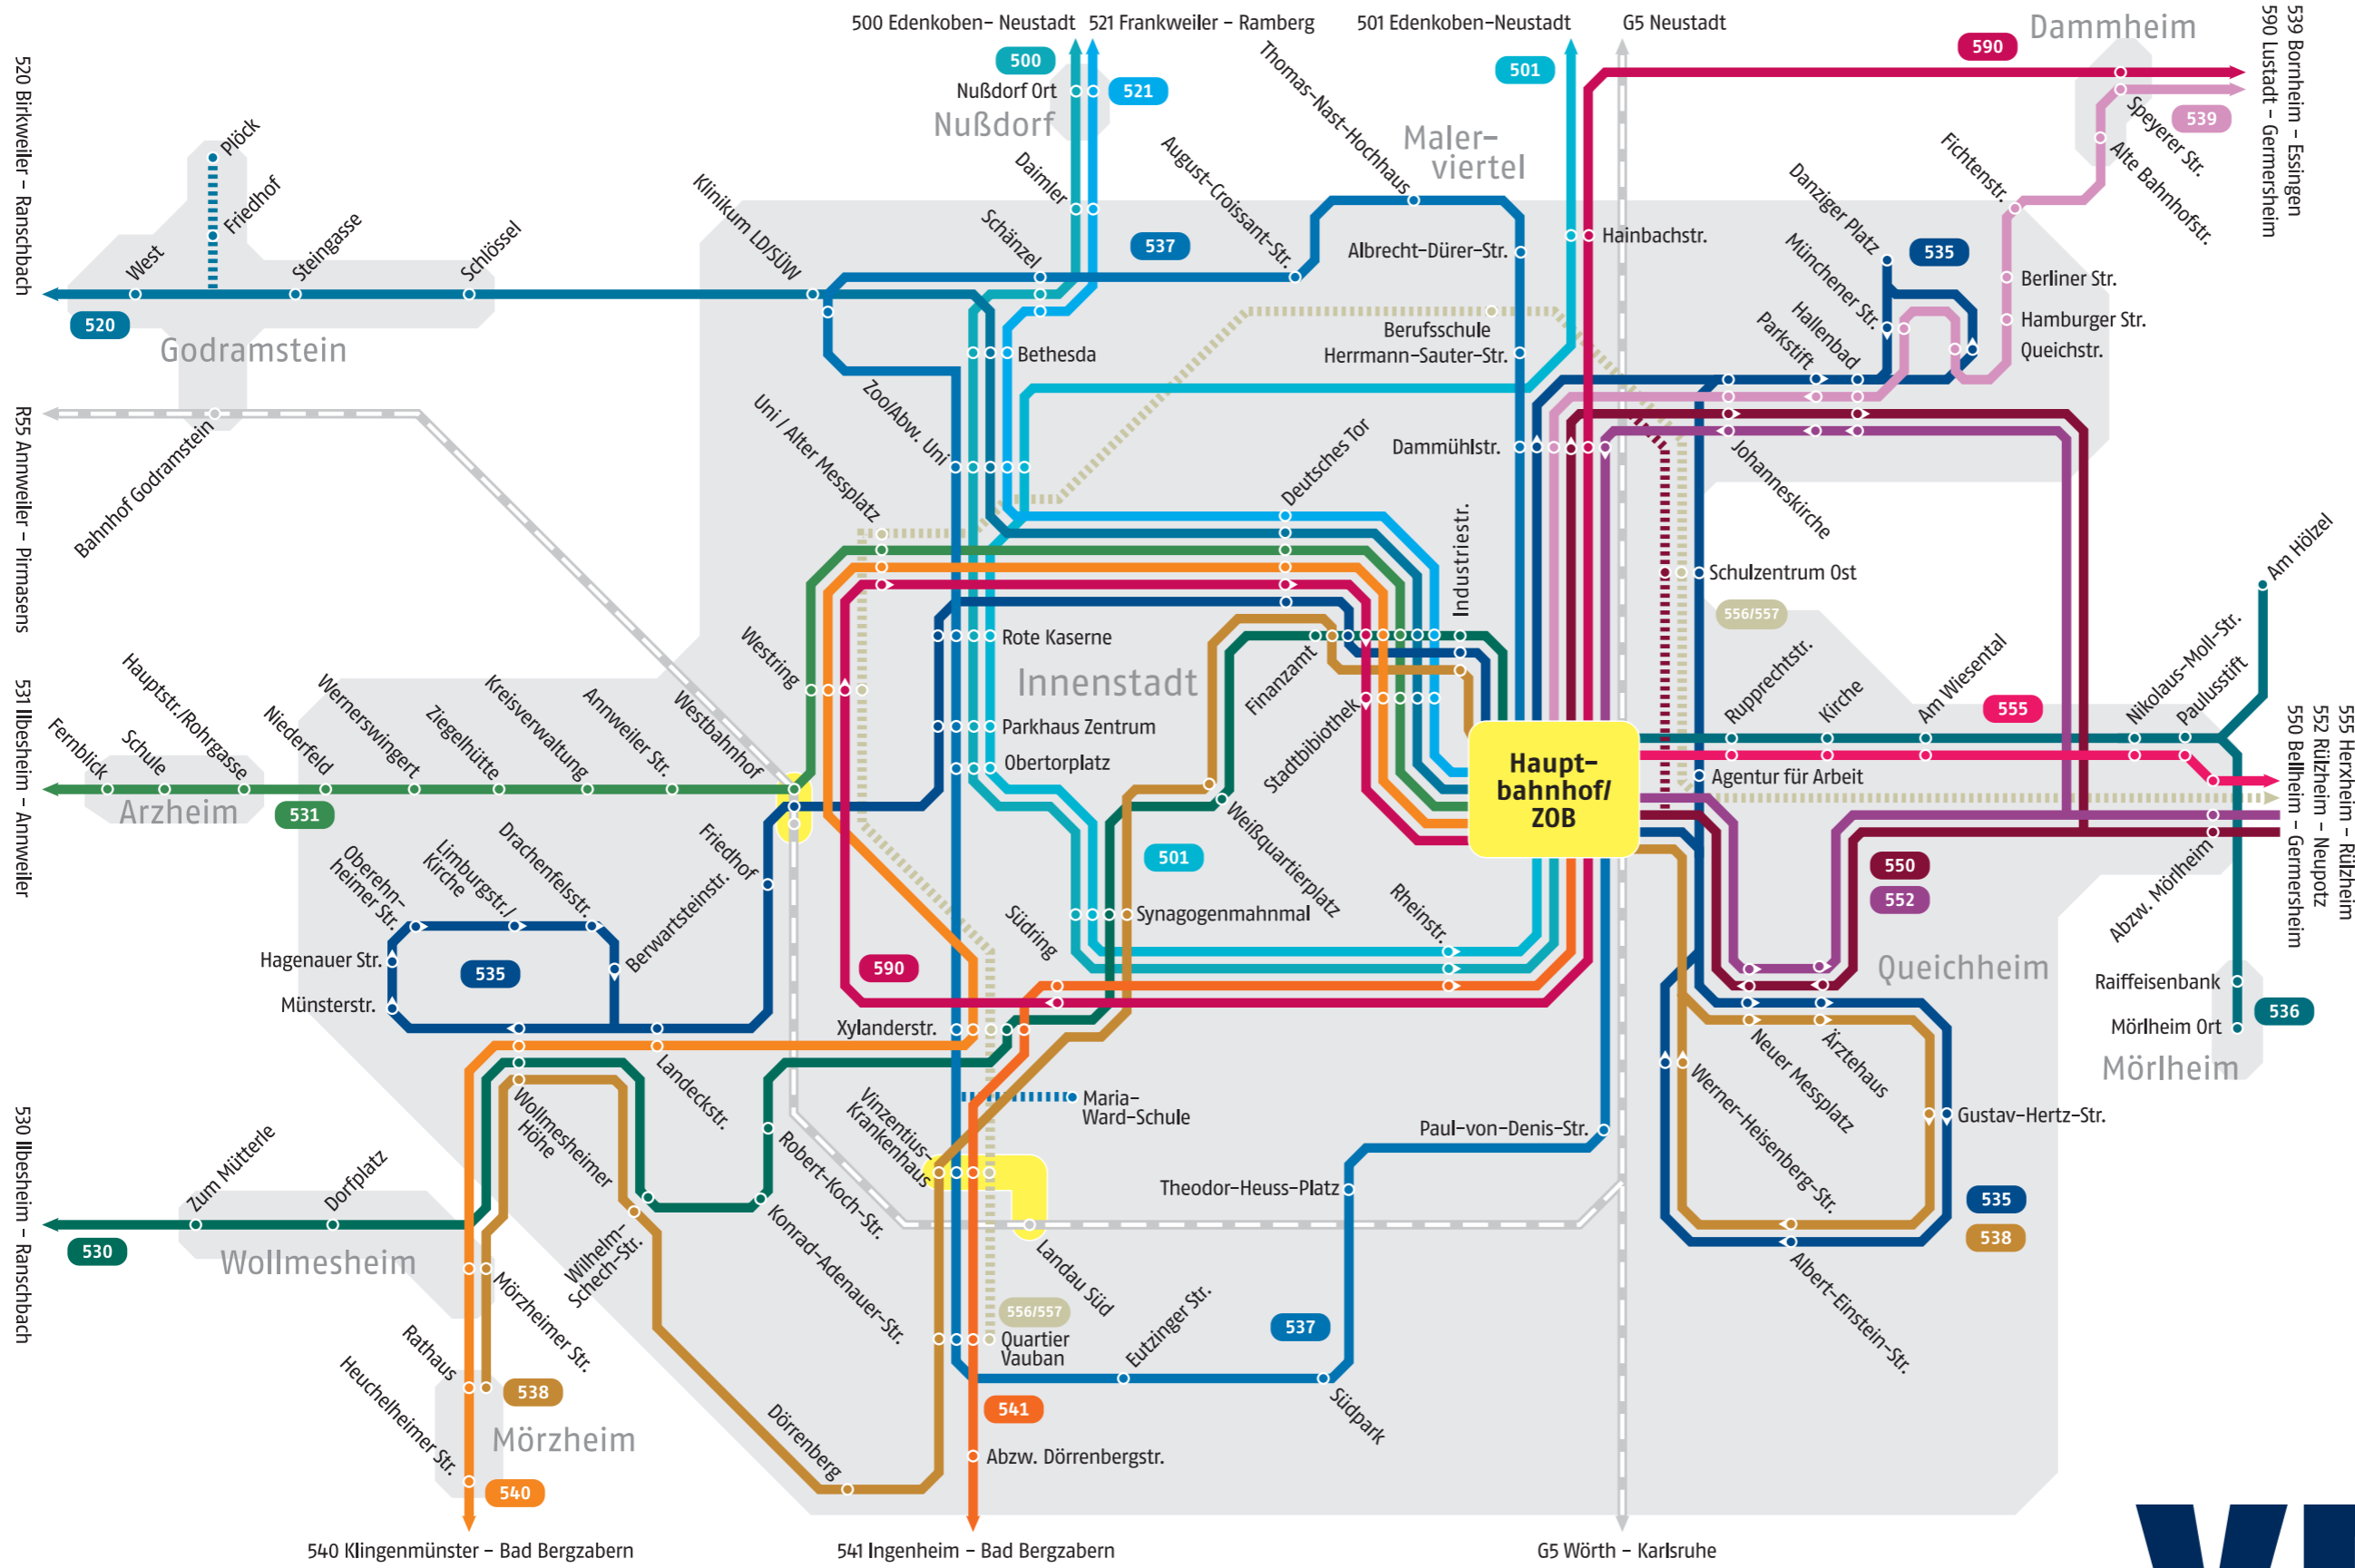 500 Edenkoben- Neustadt
521 Frankweiler - Ramberg
501 Edenkoben-Neustadt
G5 Neustadt
539 Bornheim - Essingen
590 Lustadt - Germersheim
Dammheim
590
500
501
Nußdorf Ort
521
Nußdorf
539
Speyerer Str.
Alte Bahnhofstr.
Thomas-Nast-Hochhaus
Maler-
viertel
August-Croissant-Str.
Daimler
Schänzel
Klinikum LD/SÜW
537
Albrecht-Dürer-Str.
Hainbachstr.
Fichtenstr.
Danziger Platz
535
Münchener Str.
Hallenbad
Parkstift
Berliner Str.
Hamburger Str.
Queichstr.
520 Birkweiler - Ranschbach
Plöck
Friedhof
West
Steingasse
Schlössel
520
Godramstein
Bethesda
Berufsschule
Herrmann-Sauter-Str.
Zoo/Abw. Uni
Uni / Alter Messplatz
Deutsches Tor
Dammühlstr.
Johanneskirche
R55 Annweiler - Pirmasens
Bahnhof Godramstein
Industriestr.
Schulzentrum Ost
556/557
Am Hölzel
Westring
Rote Kaserne
Innenstadt
Finanzamt
Stadtbibiothek
Parkhaus Zentrum
Obertorplatz
Haupt-
bahnhof/
ZOB
Rupprechtstr.
Kirche
Am Wiesental
555
Nikolaus-Moll-Str.
Paulusstift
Agentur für Arbeit
555 Herxheim - Rülzheim
552 Rülzheim - Neupotz
550 Bellheim - Germersheim
531 Ilbesheim - Annweiler
Fernblick
Schule
Hauptstr./Rohrgasse
Niederfeld
Wernerswingert
Ziegelhütte
Kreisverwaltung
Annweiler Str.
Westbahnhof
Arzheim
531
501
Weißquartierplatz
550
552
Abzw. Mörlheim
Oberehn-
heimer Str.
Limburgstr./
Kirche
Drachenfelsstr.
Berwartsteinstr.
Friedhof
Synagogenmahnmal
Südring
Rheinstr.
Queichheim
Hagenauer Str.
535
590
Münsterstr.
Xylanderstr.
Raiffeisenbank
Mörlheim Ort
536
Mörlheim
Neuer Messplatz
Ärztehaus
Gustav-Hertz-Str.
Werner-Heisenberg-Str.
Landeckstr.
Wollmesheimer
Höhe
Maria-
Ward-Schule
Vinzentius-
Krankenhaus
Paul-von-Denis-Str.
Robert-Koch-Str.
Theodor-Heuss-Platz
535
538
530 Ilbesheim - Ranschbach
Zum Mütterle
Dorfplatz
530
Wollmesheim
Wilhelm-
Schech-Str.
Konrad-Adenauer-Str.
Landau Süd
Albert-Einstein-Str.
Mörzheimer Str.
556/557
Quartier
Vauban
Eutzinger Str.
537
Rathaus
Heuchelheimer Str.
538
Südpark
541
Mörzheim
Dörrenberg
Abzw. Dörrenbergstr.
540
540 Klingenmünster - Bad Bergzabern
541 Ingenheim - Bad Bergzabern
G5 Wörth - Karlsruhe